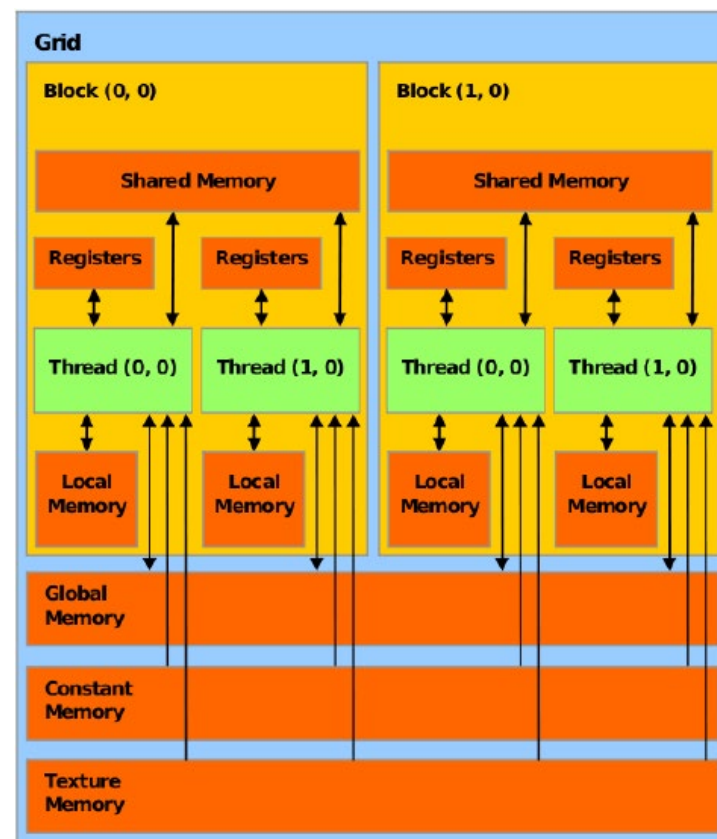 Grid
Block (0, 0)
Block (1, 0)
Shared Memory
Shared Memory
Registers
Registers
Registers
Registers
Thread (0, 0)
Thread (1, 0)
Thread (0, 0)
Thread (1, 0)
Local
Memory
Local
Memory
Local
Memory
Local
Memory
Global
Memory
Constant
Memory
Texture
Memory